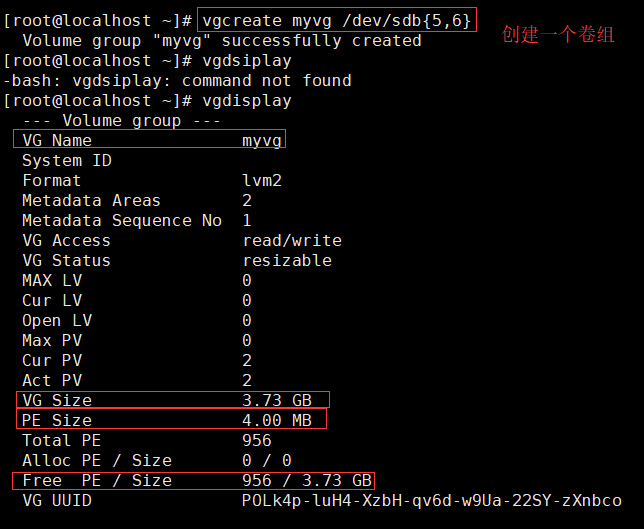 [root@localhost ~]# vgcreate myvg /dev/sdb{5,6}
创建一个卷组
Volume group "myvg" successfully created
[root@localhost ~]# vgdsiplay
-bash: vgdsiplay: command not found
[root@localhost ~]# vgdisplay
--- Volume group ---
VG Name myvg
System ID
Format lvm2
Metadata Areas 2
Metadata Sequence No 1
VG Access read/write
VG Status resizable
MAX LV 0
Cur LV 0
Open LV 0
Max PV 0
Cur PV 2
Act PV 2
VG Size 3.73 GB
PE Size 4.00 MB
Total PE 956
Alloc PE / Size 0 / 0
Free PE / Size 956 / 3.73 GB
VG UUID POLk4p-luH4-XzbH-qv6d-w9Ua-22SY-zXnbco